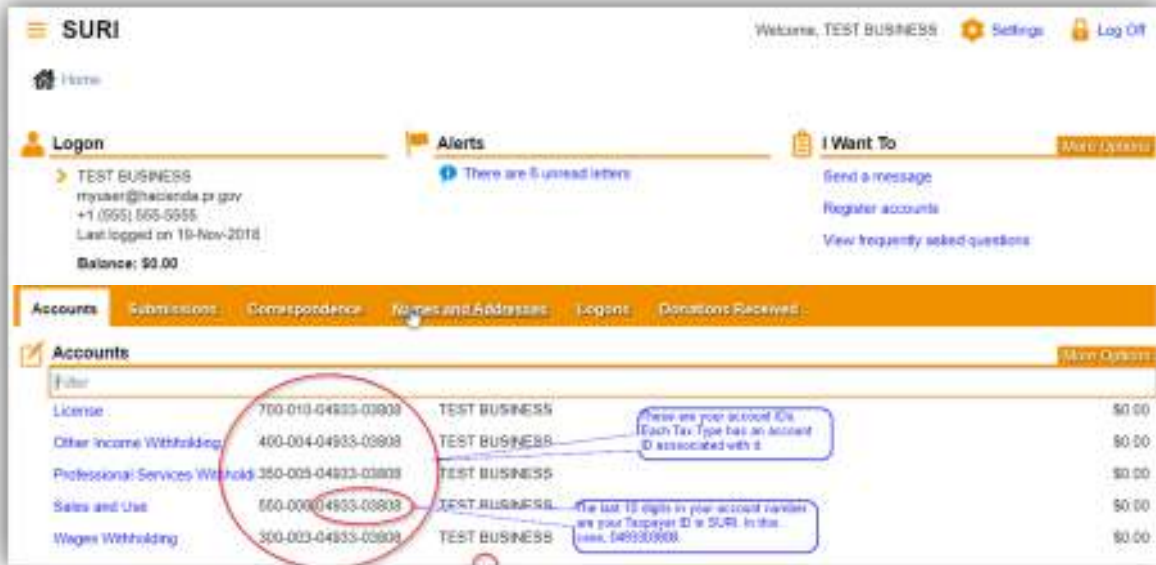 SURI
Welcome, TEST BUSINESS Settings Log Off
Home
Logon
TEST BUSINESS
myuser@hacienda.pr.gov
+1 (555) 555-5555
Last logged on 19-Nov-2018
Balance: $0.00
Alerts
There are 6 unread letters
I Want To More Options
Send a message
Register accounts
View frequently asked questions
Accounts Submissions Correspondence Names and Addresses Logons Donations Received
Accounts More Options
Filter
License 700-010-04933-03808 TEST BUSINESS $0.00
Other Income Withholding 400-004-04933-03808 TEST BUSINESS $0.00
Professional Services Withholdi 350-005-04933-03808 TEST BUSINESS $0.00
Sales and Use 550-006-04933-03808 TEST BUSINESS $0.00
Wages Withholding 300-003-04933-03808 TEST BUSINESS $0.00
These are your account IDs.
Each Tax Type has an account
ID associated with it
The last 10 digits in your account number
are your Taxpayer ID in SURI. In this
case, 0493303808